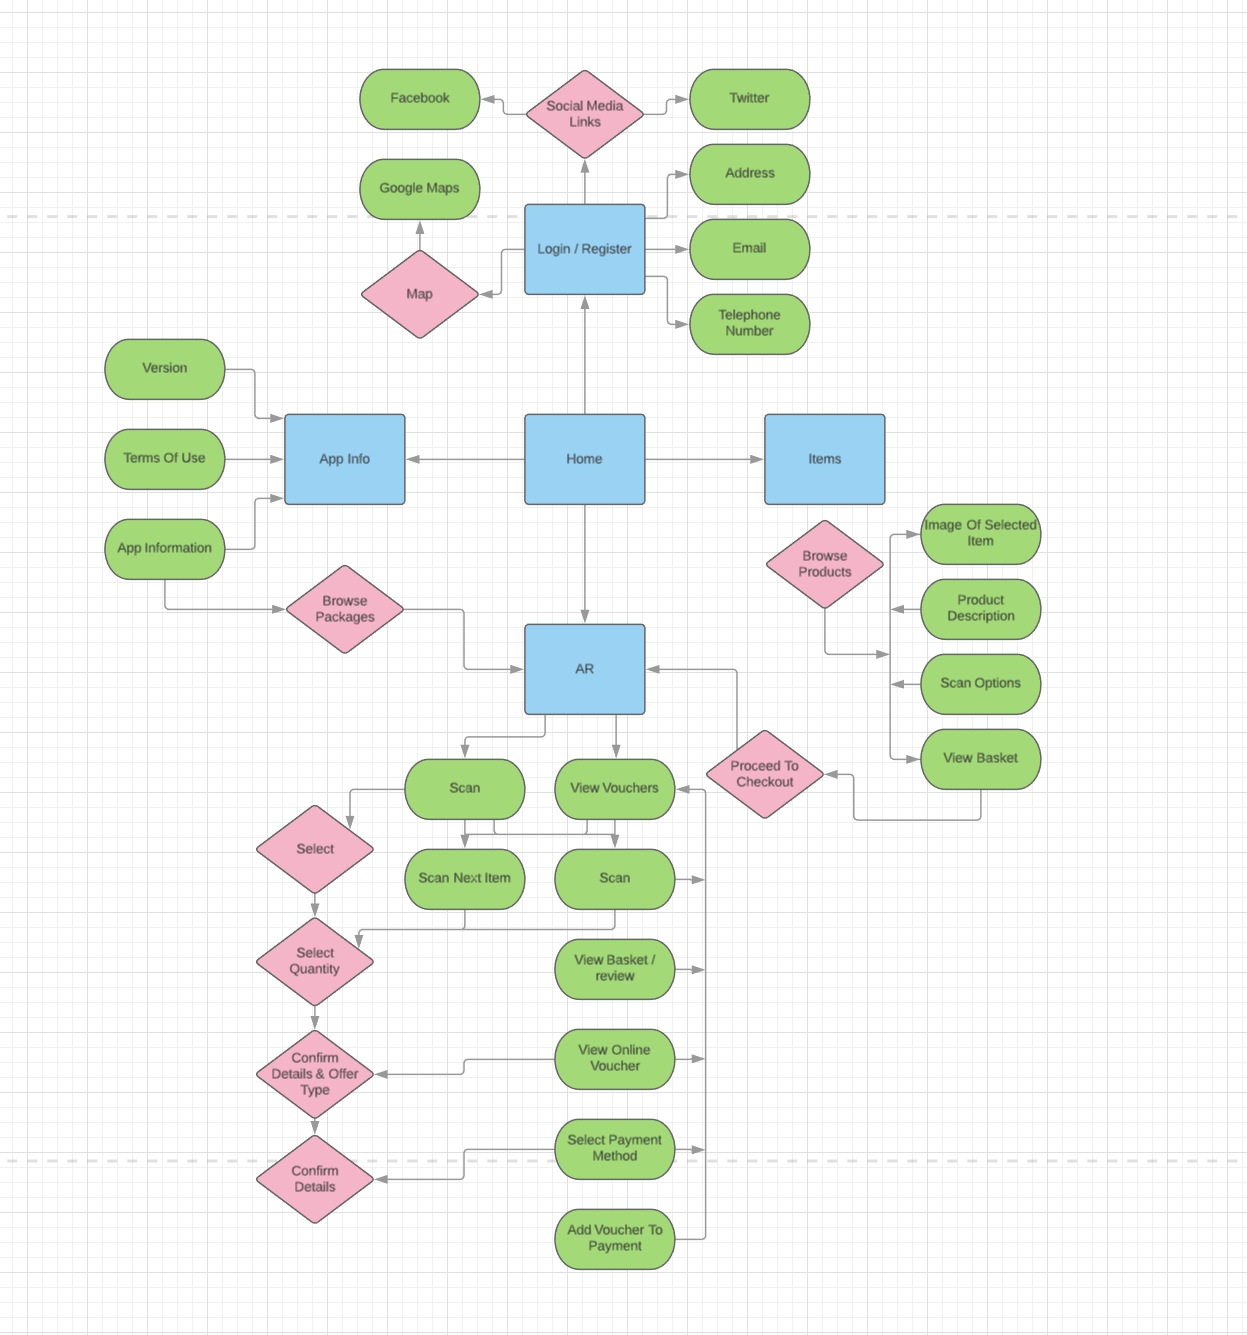 Facebook
Social Media
Links
Twitter
Address
Google Maps
Login / Register
Email
Map
Telephone
Number
Version
Terms Of Use
App Info
Home
Items
App Information
Image Of Selected
Item
Browse
Products
Browse
Packages
Product
Description
AR
Scan Options
View Basket
Proceed To
Checkout
Scan
View Vouchers
Select
Scan Next Item
Scan
Select
Quantity
View Basket /
review
View Online
Voucher
Confirm
Details & Offer
Type
Select Payment
Method
Confirm
Details
Add Voucher To
Payment